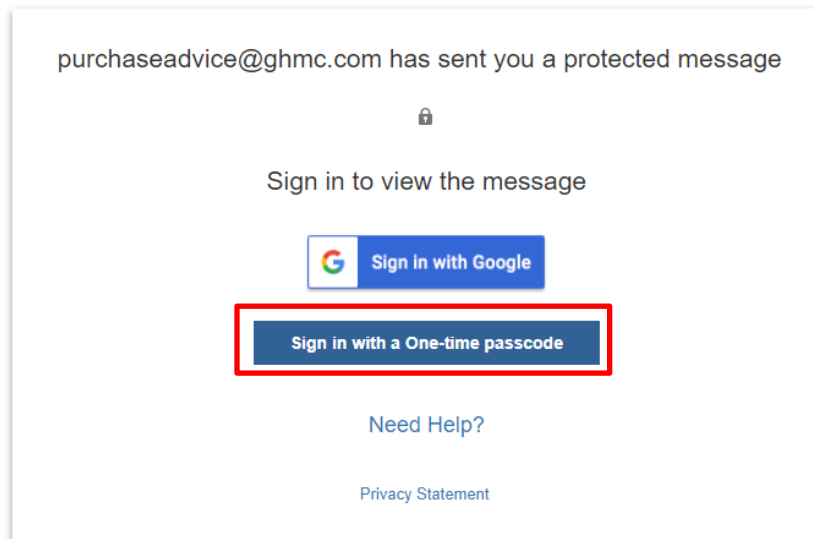 purchaseadvice@ghmc.com has sent you a protected message
Sign in to view the message
Sign in with Google
Sign in with a One-time passcode
Need Help?
Privacy Statement